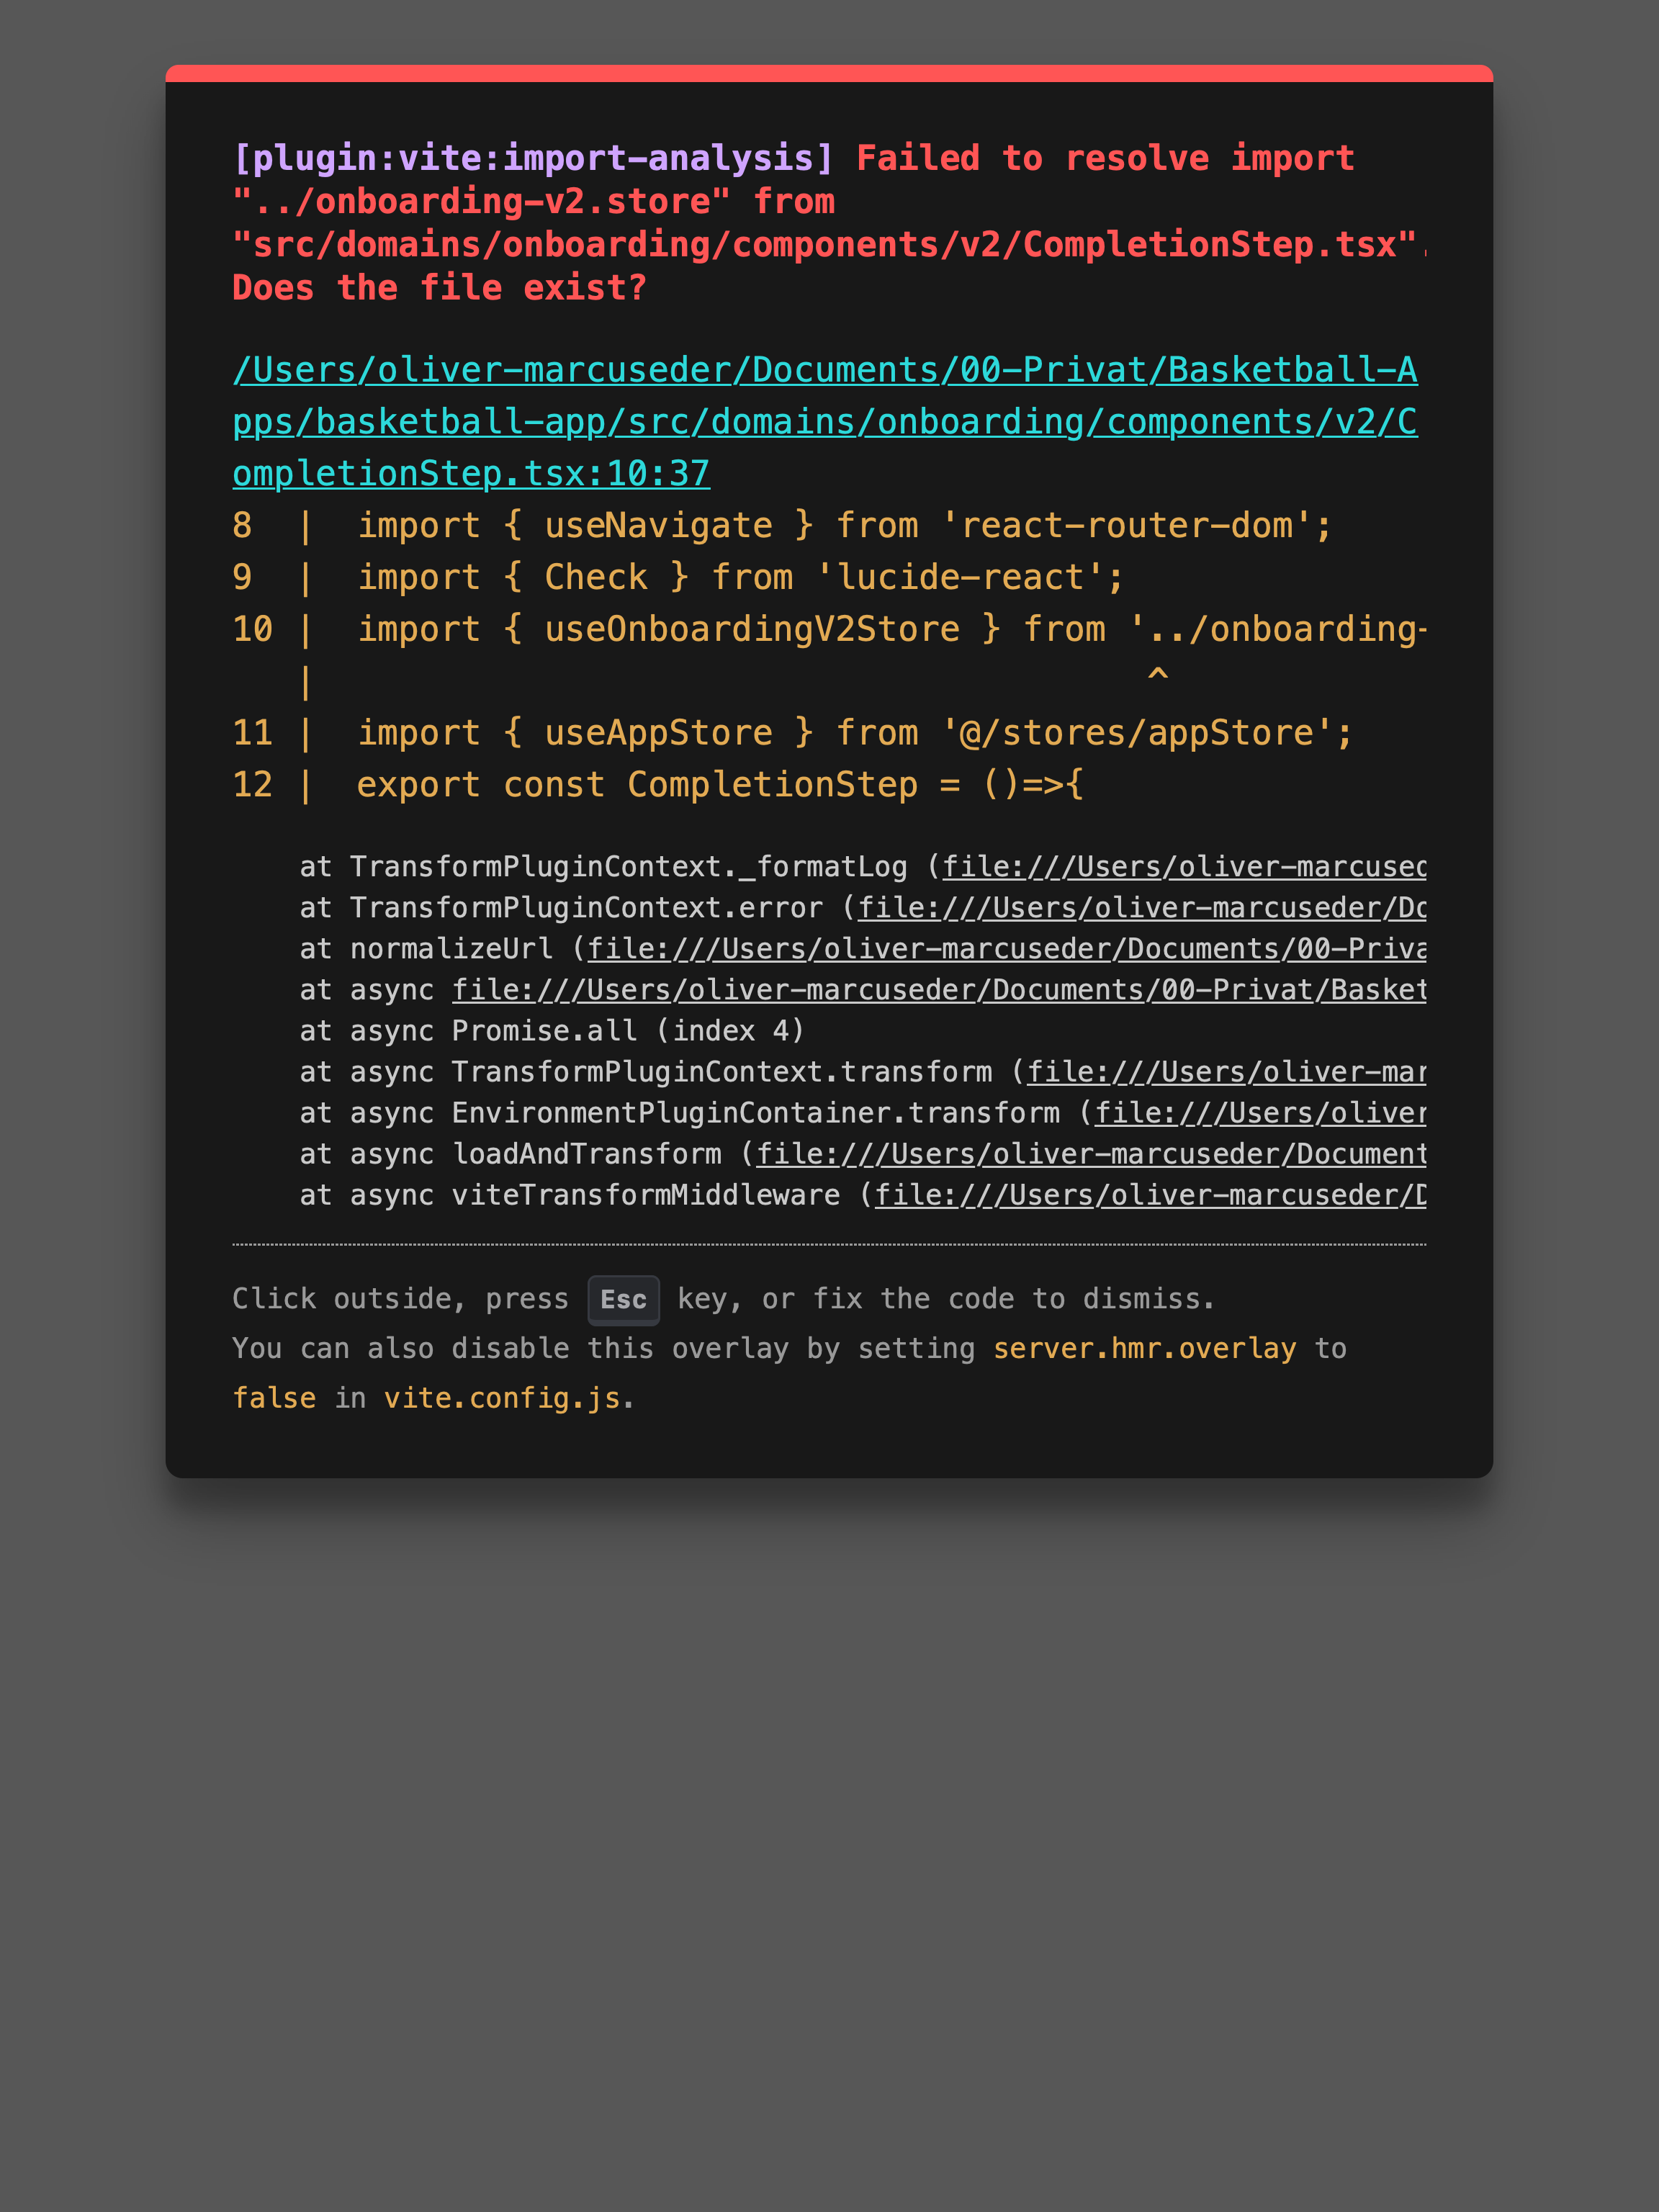 [plugin:vite:import-analysis] Failed to resolve import
"../onboarding-v2.store" from
"src/domains/onboarding/components/v2/CompletionStep.tsx".
Does the file exist?
/Users/oliver-marcuseder/Documents/00-Privat/Basketball-A
pps/basketball-app/src/domains/onboarding/components/v2/C
ompletionStep.tsx:10:37
8  |  import { useNavigate } from 'react-router-dom';
9  |  import { Check } from 'lucide-react';
10 |  import { useOnboardingV2Store } from '../onboarding-
   |                                        ^
11 |  import { useAppStore } from '@/stores/appStore';
12 |  export const CompletionStep = ()=>{
at TransformPluginContext._formatLog (file:///Users/oliver-marcused
at TransformPluginContext.error (file:///Users/oliver-marcuseder/Do
at normalizeUrl (file:///Users/oliver-marcuseder/Documents/00-Priva
at async file:///Users/oliver-marcuseder/Documents/00-Privat/Basket
at async Promise.all (index 4)
at async TransformPluginContext.transform (file:///Users/oliver-mar
at async EnvironmentPluginContainer.transform (file:///Users/oliver
at async loadAndTransform (file:///Users/oliver-marcuseder/Document
at async viteTransformMiddleware (file:///Users/oliver-marcuseder/D
Click outside, press Esc key, or fix the code to dismiss.
You can also disable this overlay by setting server.hmr.overlay to
false in vite.config.js.